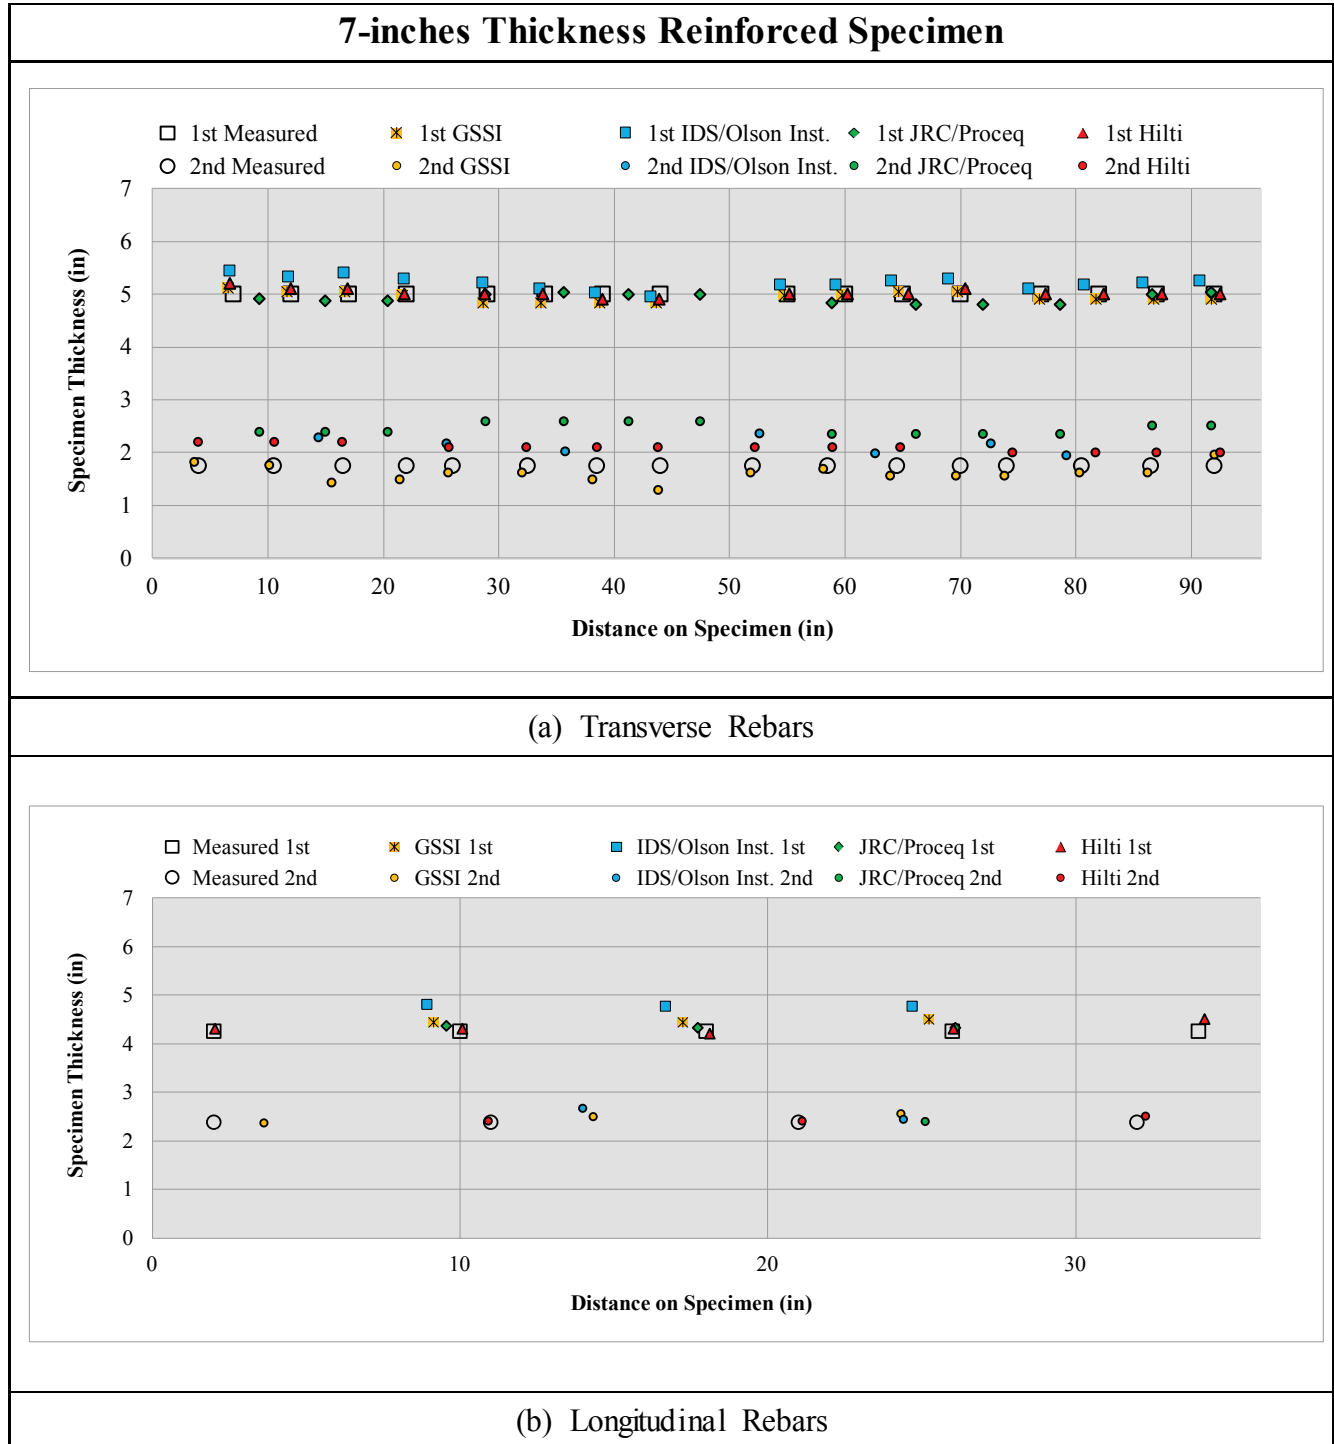 7-inches Thickness Reinforced Specimen
1st Measured 1st GSSI 1st IDS/Olson Inst. 1st JRC/Proceq 1st Hilti
2nd Measured 2nd GSSI 2nd IDS/Olson Inst. 2nd JRC/Proceq 2nd Hilti
7
6
5
4
3
2
1
0
Specimen Thickness (in)
0 10 20 30 40 50 60 70 80 90
Distance on Specimen (in)
(a) Transverse Rebars
Measured 1st GSSI 1st IDS/Olson Inst. 1st JRC/Proceq 1st Hilti 1st
Measured 2nd GSSI 2nd IDS/Olson Inst. 2nd JRC/Proceq 2nd Hilti 2nd
7
6
5
4
3
2
1
0
Specimen Thickness (in)
0 10 20 30
Distance on Specimen (in)
(b) Longitudinal Rebars